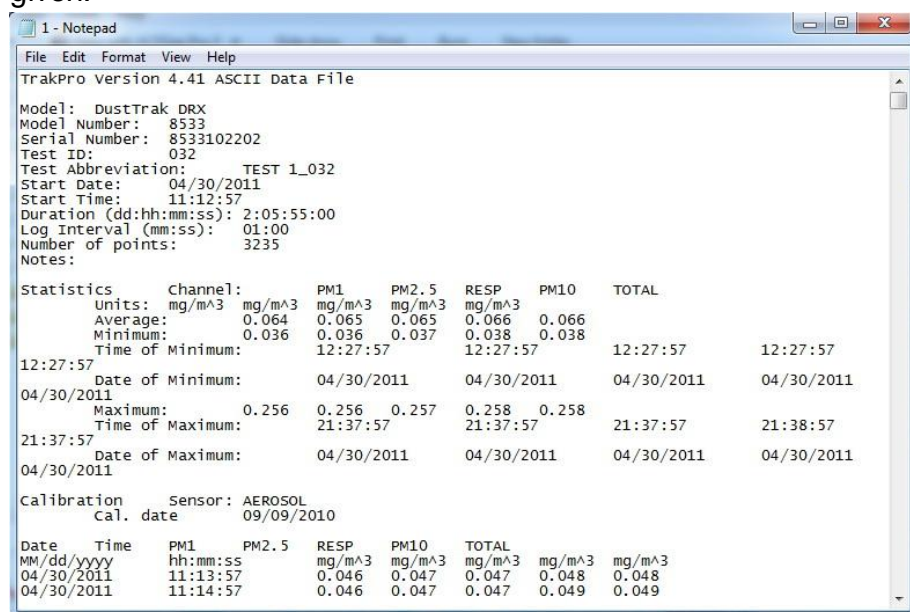 given.
1 - Notepad
File Edit Format View Help
TrakPro Version 4.41 ASCII Data File
Model: DustTrak DRX
Model Number: 8533
Serial Number: 8533102202
Test ID: 032
Test Abbreviation: TEST 1_032
Start Date: 04/30/2011
Start Time: 11:12:57
Duration (dd:hh:mm:ss): 2:05:55:00
Log Interval (mm:ss): 01:00
Number of points: 3235
Notes:
Statistics Channel: PM1 PM2.5 RESP PM10 TOTAL
Units: mg/m^3 mg/m^3 mg/m^3 mg/m^3 mg/m^3
Average: 0.064 0.065 0.065 0.066 0.066
Minimum: 0.036 0.036 0.037 0.038 0.038
Time of Minimum: 12:27:57 12:27:57 12:27:57 12:27:57
12:27:57
Date of Minimum: 04/30/2011 04/30/2011 04/30/2011 04/30/2011
04/30/2011
Maximum: 0.256 0.256 0.257 0.258 0.258
Time of Maximum: 21:37:57 21:37:57 21:37:57 21:38:57
21:37:57
Date of Maximum: 04/30/2011 04/30/2011 04/30/2011 04/30/2011
04/30/2011
Calibration Sensor: AEROSOL
Cal. date 09/09/2010
Date Time PM1 PM2.5 RESP PM10 TOTAL
MM/dd/yyyy hh:mm:ss mg/m^3 mg/m^3 mg/m^3 mg/m^3 mg/m^3
04/30/2011 11:13:57 0.046 0.047 0.047 0.048 0.048
04/30/2011 11:14:57 0.046 0.047 0.047 0.049 0.049